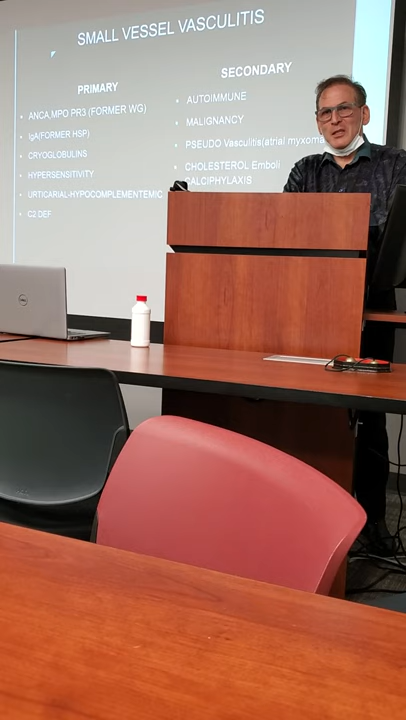 SMALL VESSEL VASCULITIS
PRIMARY
ANCA,MPO PR3 (FORMER WG)
IgA(FORMER HSP)
CRYOGLOBULINS
HYPERSENSITIVITY
URTICARIAL-HYPOCOMPLEMENTEMIC
C2 DEF
SECONDARY
AUTOIMMUNE
MALIGNANCY
PSEUDO Vasculitis(atrial myxoma
CHOLESTEROL Emboli
CALCIPHYLAXIS
DELL